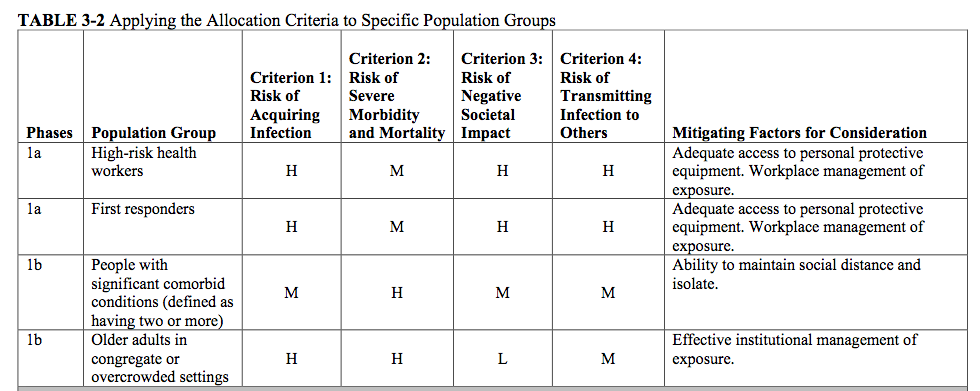 TABLE 3-2 Applying the Allocation Criteria to Specific Population Groups
Phases
Population Group
Criterion 1:
Risk of
Acquiring
Infection
Criterion 2:
Risk of
Severe
Morbidity
and Mortality
Criterion 3:
Risk of
Negative
Societal
Impact
Criterion 4:
Risk of
Transmitting
Infection to
Others
Mitigating Factors for Consideration
1a
High-risk health
workers
H
M
H
H
Adequate access to personal protective
equipment. Workplace management of
exposure.
1a
First responders
H
M
H
H
Adequate access to personal protective
equipment. Workplace management of
exposure.
1b
People with
significant comorbid
conditions (defined as
having two or more)
M
H
M
M
Ability to maintain social distance and
isolate.
1b
Older adults in
congregate or
overcrowded settings
H
H
L
M
Effective institutional management of
exposure.